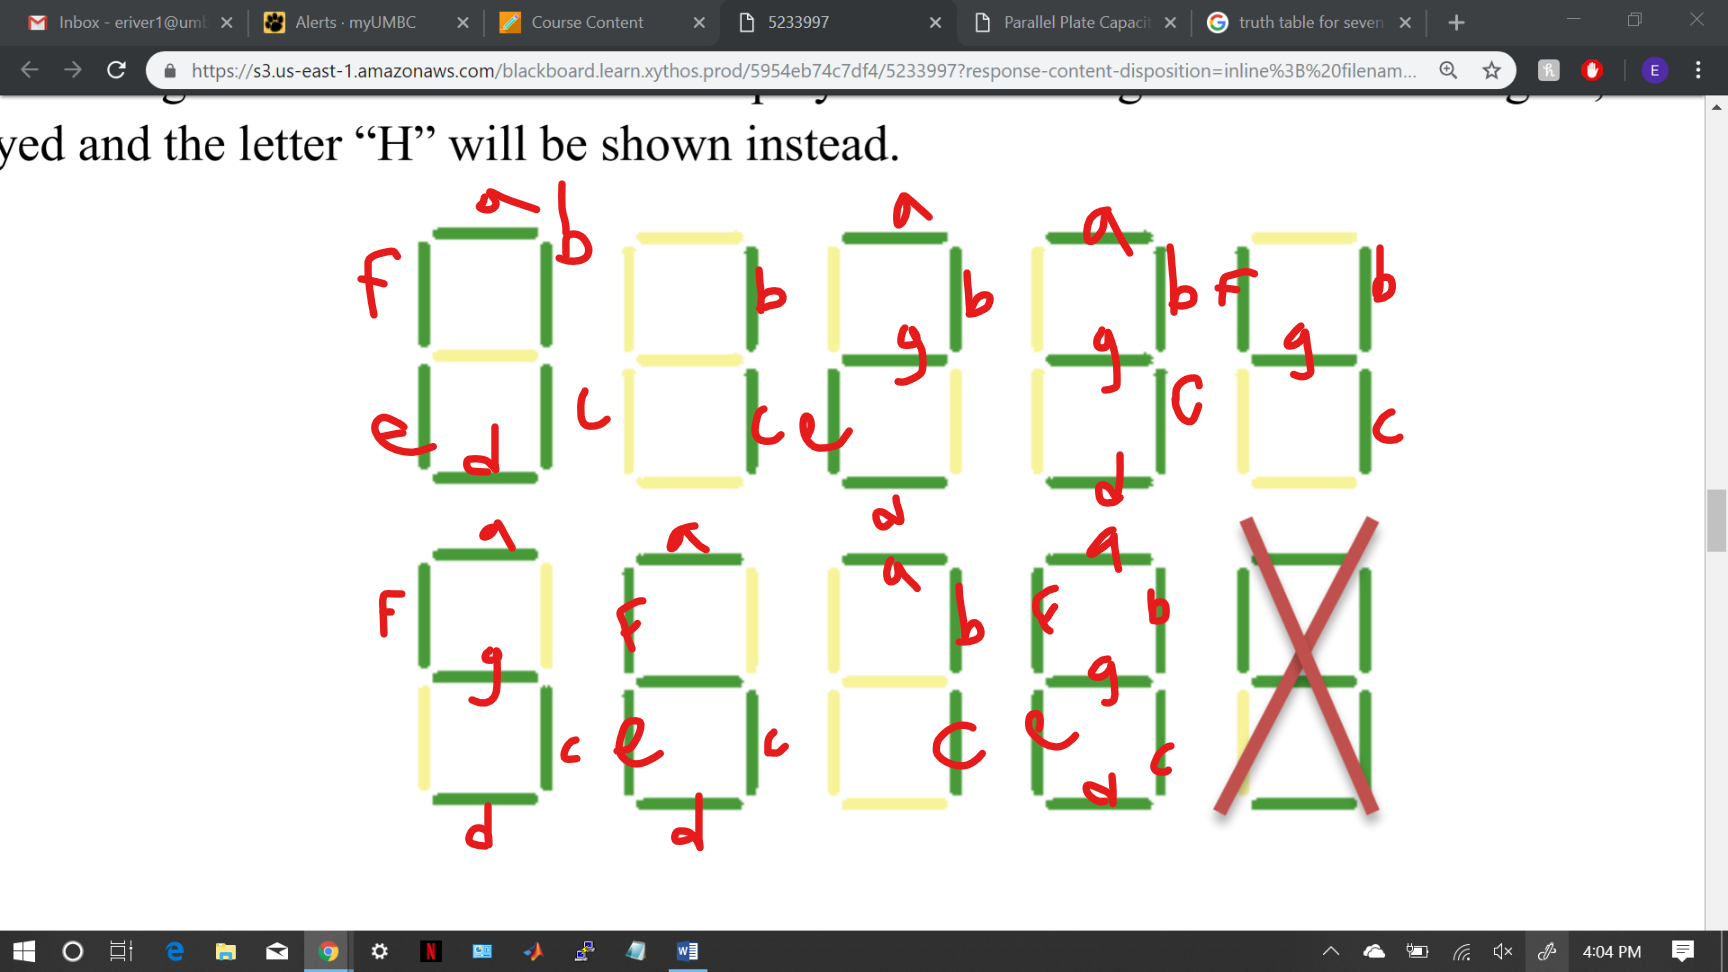 Inbox - eriver1@umb
Alerts · myUMBC
Course Content
5233997
Parallel Plate Capacit
truth table for seven
https://s3.us-east-1.amazonaws.com/blackboard.learn.xythos.prod/5954eb74c7df4/5233997?response-content-disposition=inline%3B%20filenam...
E
yed and the letter “H” will be shown instead.
a b a a
f b b b F b
g g g
e d c c e d c c
d
a a a a
F F b F b
g g
c e c c e c
d d d
4:04 PM